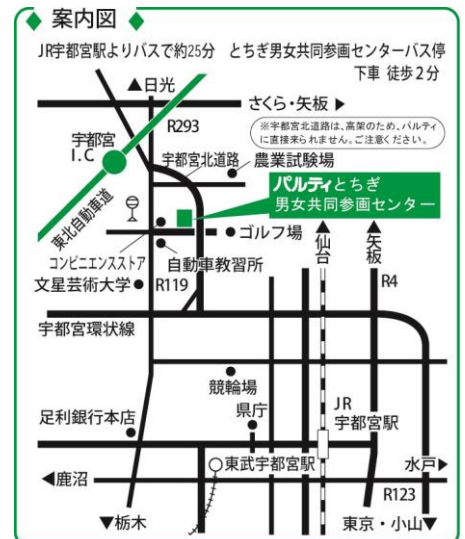 案内図
JR宇都宮駅よりバスで約25分　とちぎ男女共同参画センターバス停
下車 徒歩2分
▲日光
さくら・矢板 ▶
R293
※宇都宮北道路は、高架のため、パルティ
に直接来られません。ご注意ください。
宇都宮
I.C
宇都宮北道路
農業試験場
パルティとちぎ
男女共同参画センター
東北自動車道
ゴルフ場
コンビニエンスストア
自動車教習所
▲仙台
▲矢板
文星芸術大学
R119
R4
宇都宮環状線
競輪場
足利銀行本店
県庁
JR
宇都宮駅
東武宇都宮駅
水戸▶
◀鹿沼
R123
▼栃木
東京・小山▼